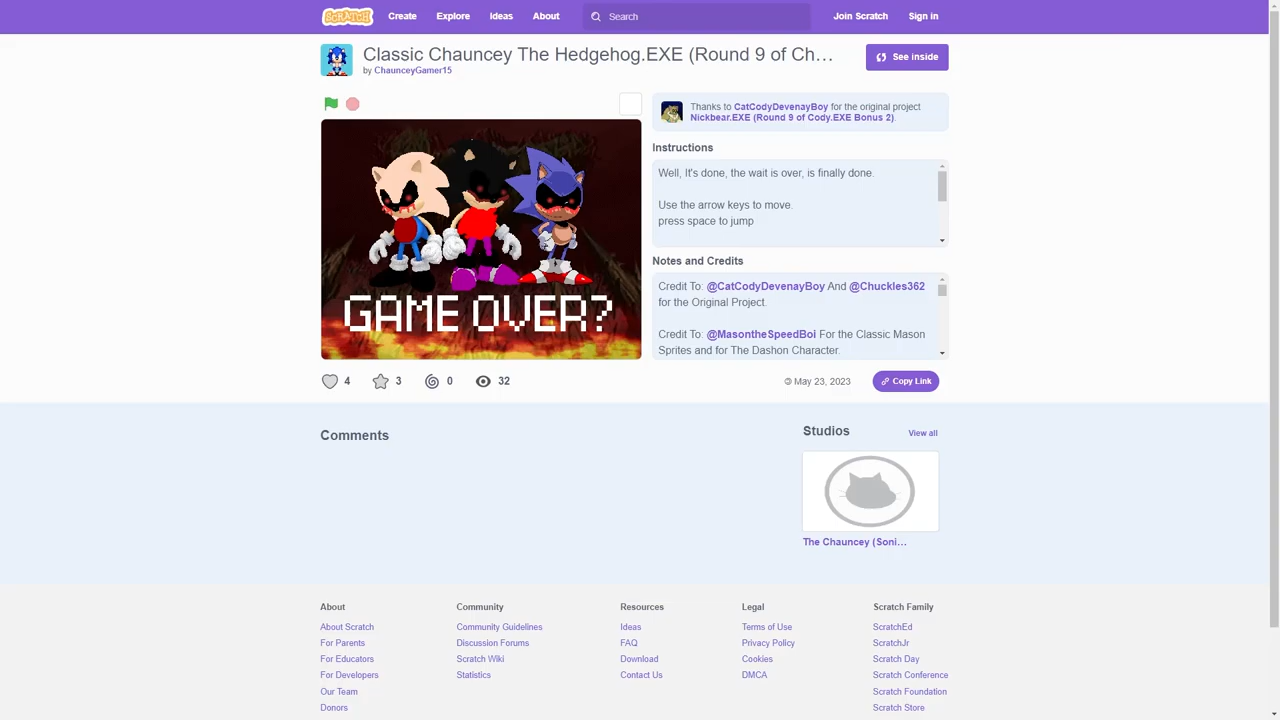 SCRATCH
Create
Explore
Ideas
About
Search
Join Scratch
Sign in
Classic Chauncey The Hedgehog.EXE (Round 9 of Ch...
by ChaunceyGamer15
See inside
Thanks to CatCodyDevenayBoy for the original project
Nickbear.EXE (Round 9 of Cody.EXE Bonus 2).
Instructions
Well, It's done, the wait is over, is finally done.
Use the arrow keys to move.
press space to jump
GAME OVER?
Notes and Credits
Credit To: @CatCodyDevenayBoy And @Chuckles362
for the Original Project.
Credit To: @MasontheSpeedBoi For the Classic Mason
Sprites and for The Dashon Character.
4
3
0
32
© May 23, 2023
Copy Link
Comments
Studios
View all
The Chauncey (Soni...
About
About Scratch
For Parents
For Educators
For Developers
Our Team
Donors
Community
Community Guidelines
Discussion Forums
Scratch Wiki
Statistics
Resources
Ideas
FAQ
Download
Contact Us
Legal
Terms of Use
Privacy Policy
Cookies
DMCA
Scratch Family
ScratchEd
ScratchJr
Scratch Day
Scratch Conference
Scratch Foundation
Scratch Store